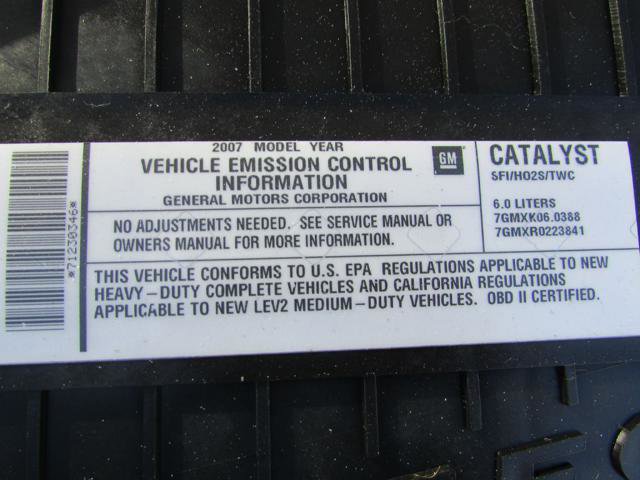 *71230346*
2007 MODEL YEAR
VEHICLE EMISSION CONTROL
INFORMATION
GENERAL MOTORS CORPORATION
GM
NO ADJUSTMENTS NEEDED. SEE SERVICE MANUAL OR
OWNERS MANUAL FOR MORE INFORMATION.
CATALYST
SFI/HO2S/TWC
6.0 LITERS
7GMXK06.0388
7GMXR0223841
THIS VEHICLE CONFORMS TO U.S. EPA REGULATIONS APPLICABLE TO NEW
HEAVY-DUTY COMPLETE VEHICLES AND CALIFORNIA REGULATIONS
APPLICABLE TO NEW LEV2 MEDIUM-DUTY VEHICLES. OBD II CERTIFIED.